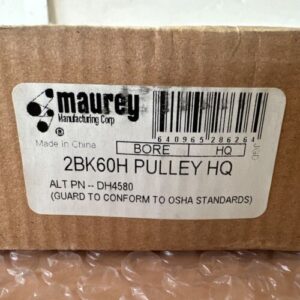 maurey
Manufacturing Corp
Made in China
640965286264
BORE HQ
2BK60H PULLEY HQ
ALT PN -- DH4580
(GUARD TO CONFORM TO OSHA STANDARDS)